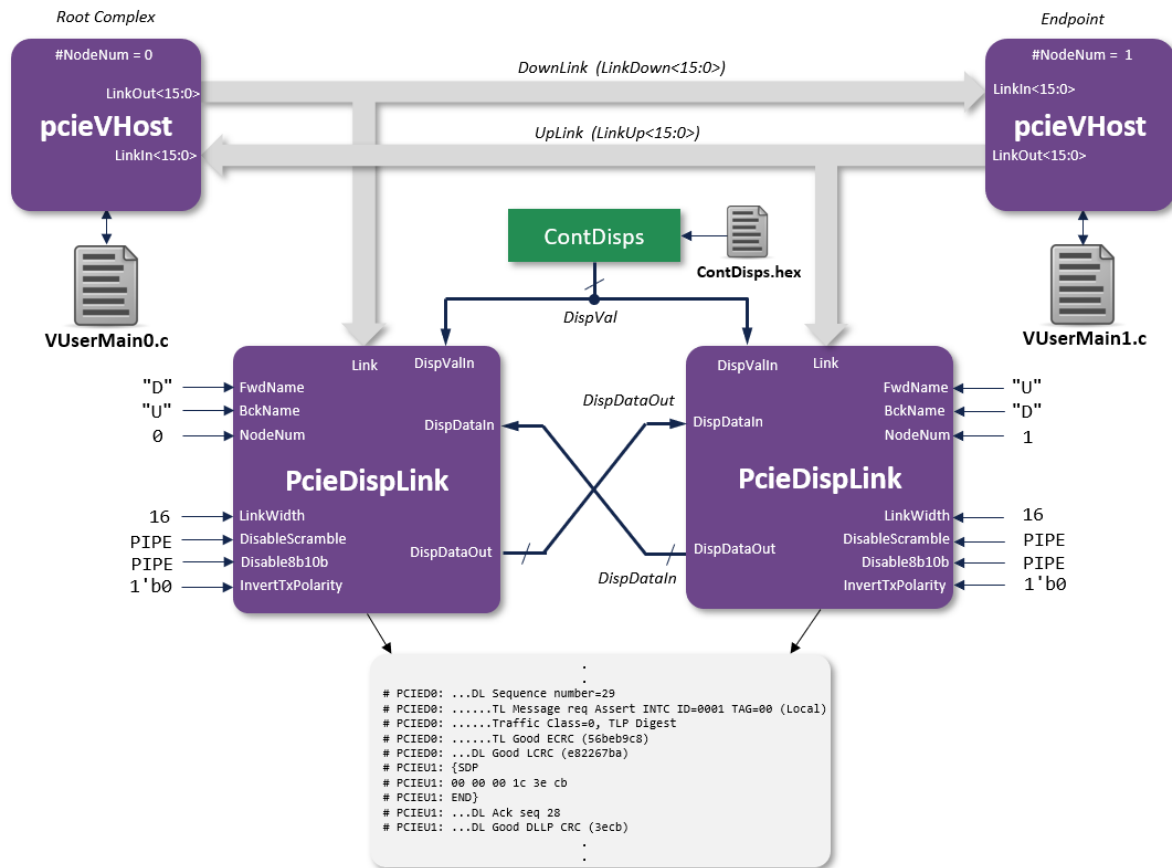 Root Complex
Endpoint
#NodeNum = 0
#NodeNum = 1
DownLink (LinkDown<15:0>)
LinkOut<15:0>
LinkIn<15:0>
pcieVHost
pcieVHost
UpLink (LinkUp<15:0>)
LinkIn<15:0>
LinkOut<15:0>
ContDisps
ContDisps.hex
DispVal
VUserMain0.c
VUserMain1.c
Link
DispValIn
DispValIn
Link
"D"
FwdName
"U"
BckName
0
NodeNum
DispDataIn
PcieDispLink
16
LinkWidth
PIPE
DisableScramble
PIPE
Disable8b10b
1'b0
InvertTxPolarity
DispDataOut
DispDataOut
DispDataIn
FwdName
"U"
BckName
"D"
DispDataIn
NodeNum
1
PcieDispLink
LinkWidth
16
DisableScramble
PIPE
DispDataOut
Disable8b10b
PIPE
InvertTxPolarity
1'b0
.
.
# PCIED0: ...DL Sequence number=29
# PCIED0: ......TL Message req Assert INTC ID=0001 TAG=00 (Local)
# PCIED0: ......Traffic Class=0, TLP Digest
# PCIED0: ......TL Good ECRC (56beb9c8)
# PCIED0: ...DL Good LCRC (e82267ba)
# PCIEU1: {SDP
# PCIEU1: 00 00 00 1c 3e cb
# PCIEU1: END}
# PCIEU1: ...DL Ack seq 28
# PCIEU1: ...DL Good DLLP CRC (3ecb)
.
.